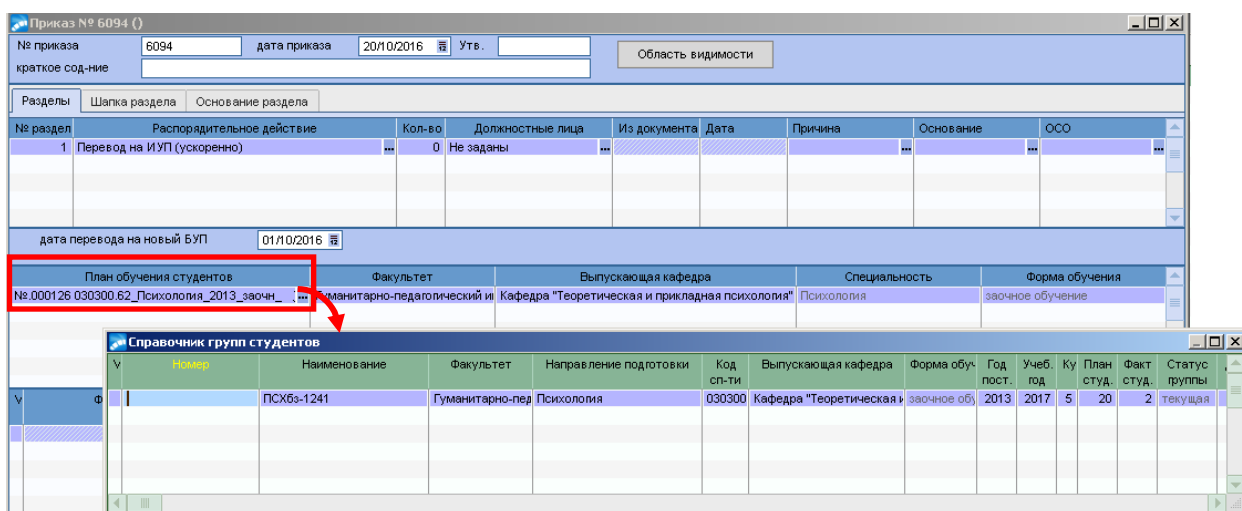 Приказ № 6094 ()
№ приказа 6094 дата приказа 20/10/2016 Утв. Область видимости
краткое сод-ние
Разделы Шапка раздела Основание раздела
№ раздел Распорядительное действие Кол-во Должностные лица Из документа Дата Причина Основание ОСО
1 Перевод на ИУП (ускоренно) ... 0 Не заданы ... ... ... ...
дата перевода на новый БУП 01/10/2016
План обучения студентов Факультет Выпускающая кафедра Специальность Форма обучения
№.000126 030300.62_Психология_2013_заочн_ ... Гуманитарно-педагогический и Кафедра "Теоретическая и прикладная психология" Психология заочное обучение
Справочник групп студентов
V Номер Наименование Факультет Направление подготовки Код сп-ти Выпускающая кафедра Форма обуч Год пост. Учеб. год Ку План студ. Факт студ. Статус группы
V Ф ПСХбз-1241 Гуманитарно-пед Психология 030300 Кафедра "Теоретическая и заочное об 2013 2017 5 20 2 текущая